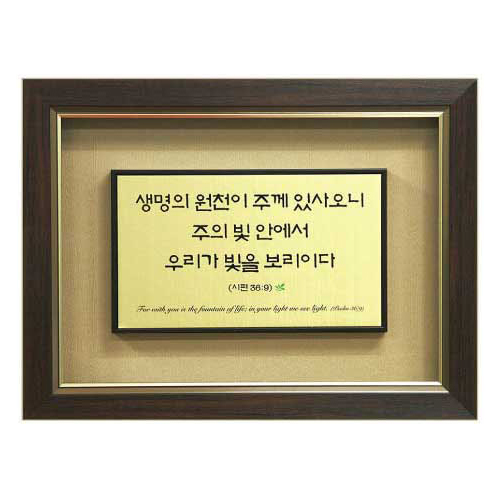 생명의 원천이 주께 있사오니
주의 빛 안에서
우리가 빛을 보리이다
(시편 36:9)
For with you is the fountain of life; in your light we see light. (Psalm 36:9)